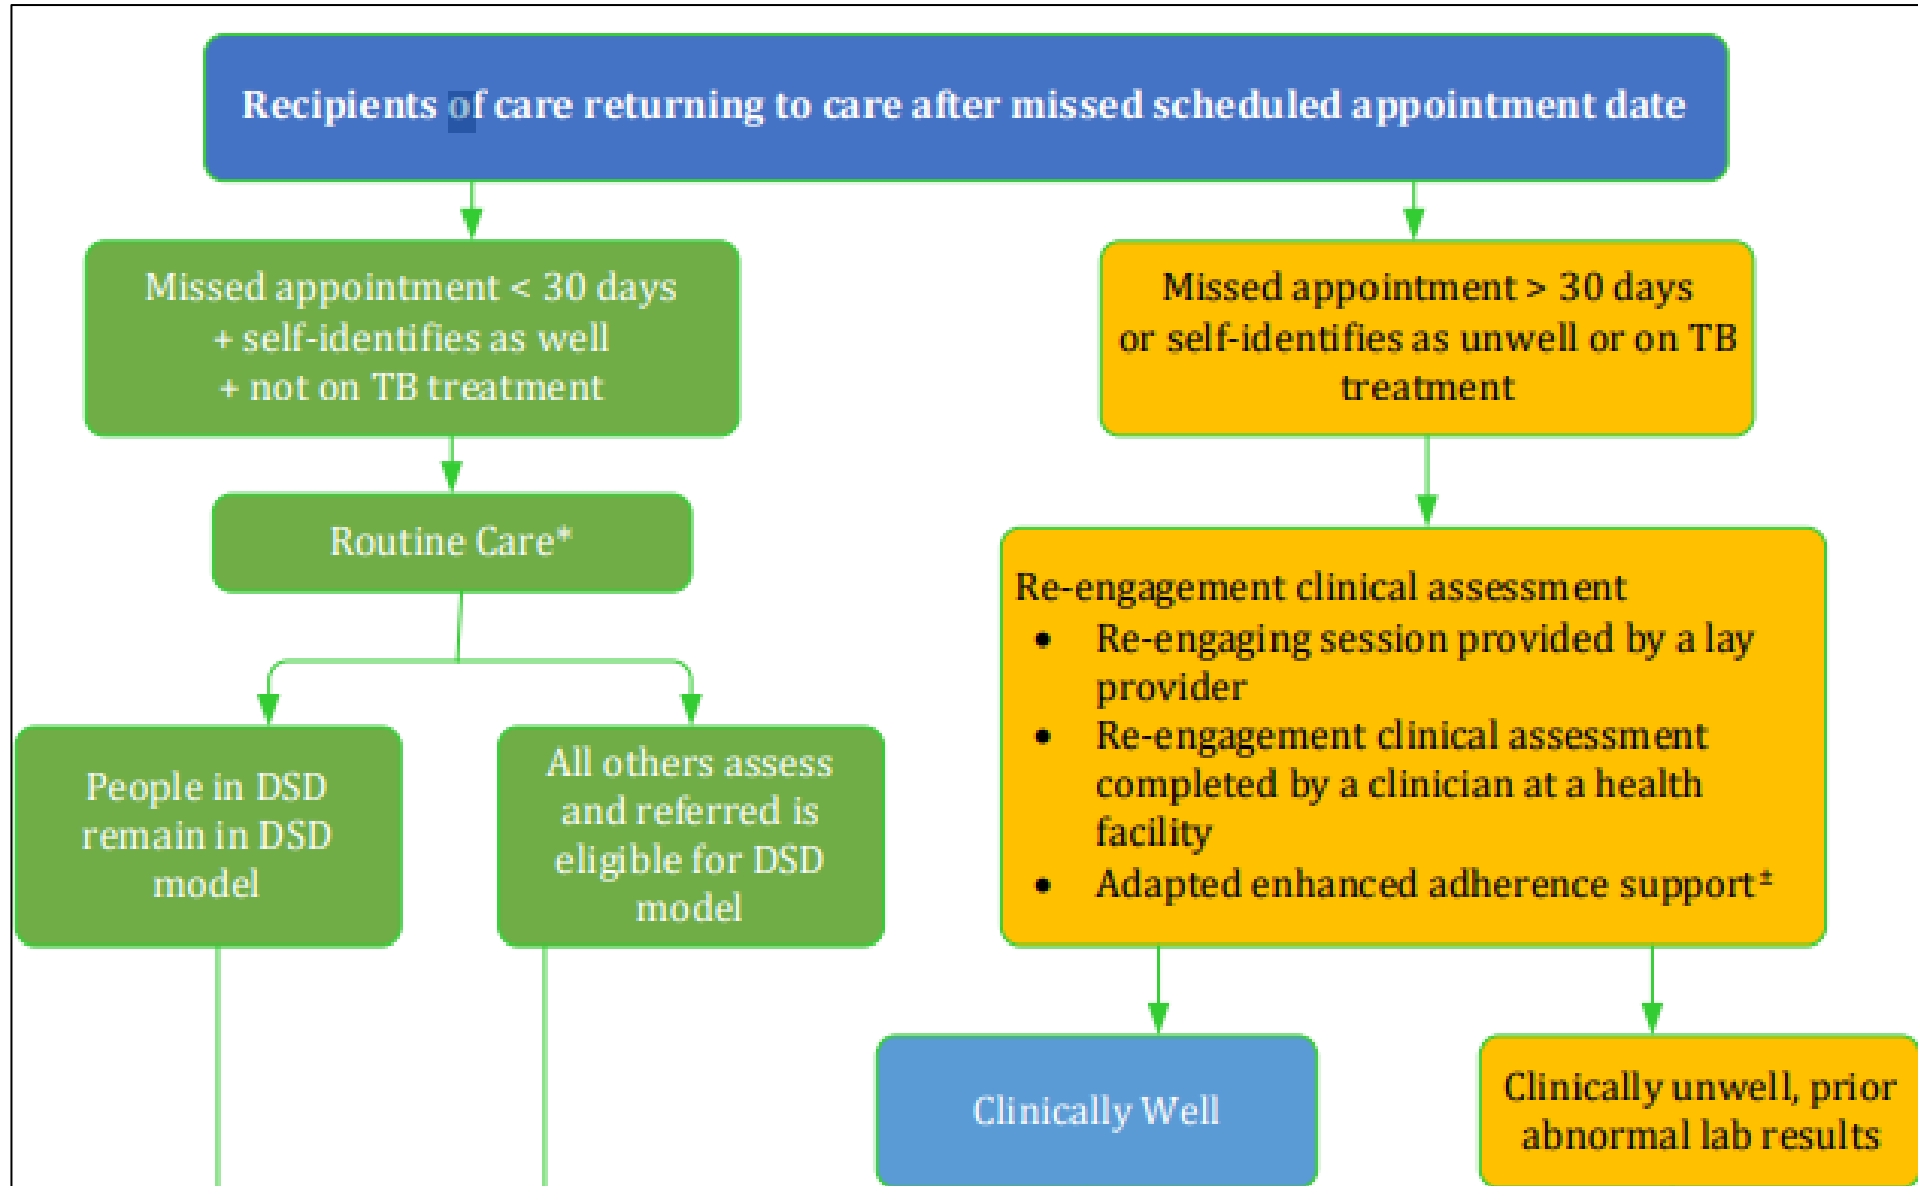 Recipients of care returning to care after missed scheduled appointment date
Missed appointment < 30 days
+ self-identifies as well
+ not on TB treatment
Missed appointment > 30 days
or self-identifies as unwell or on TB
treatment
Routine Care*
Re-engagement clinical assessment
• Re-engaging session provided by a lay
provider
• Re-engagement clinical assessment
completed by a clinician at a health
facility
• Adapted enhanced adherence support±
People in DSD
remain in DSD
model
All others assess
and referred is
eligible for DSD
model
Clinically Well
Clinically unwell, prior
abnormal lab results